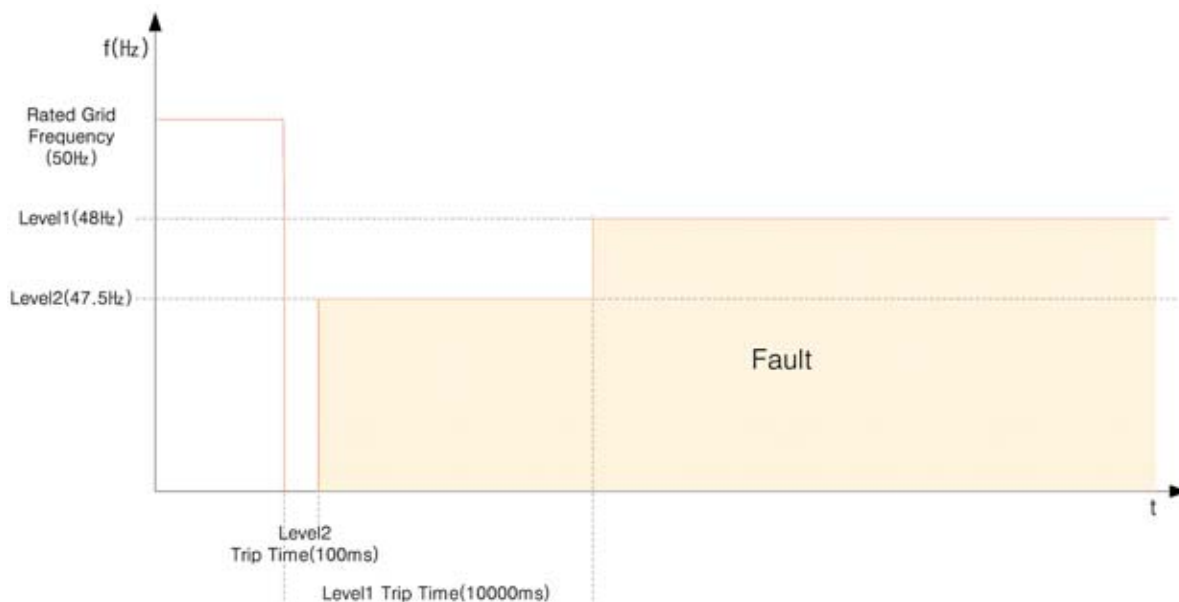 f(Hz)
Rated Grid
Frequency
(50Hz)
Level1(48Hz)
Level2(47.5Hz)
Fault
t
Level2
Trip Time(100ms)
Level1 Trip Time(10000ms)